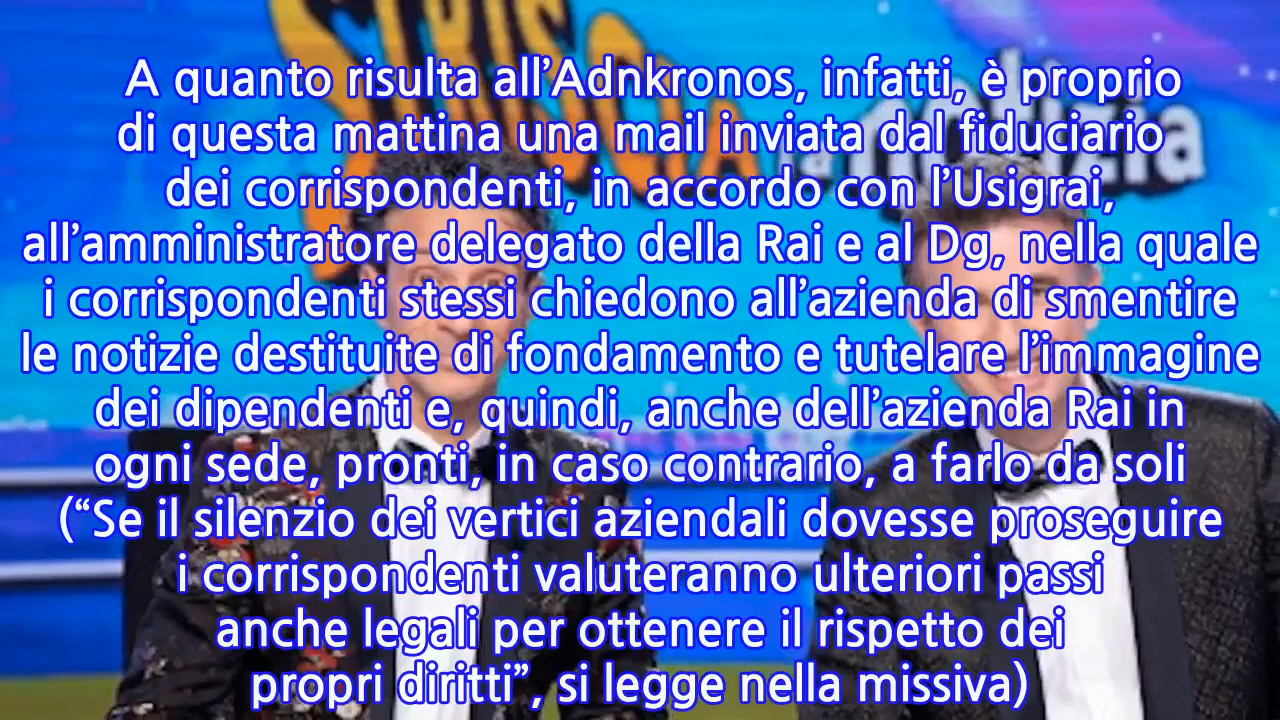 STRISCIA
la notizia
A quanto risulta all’Adnkronos, infatti, è proprio
di questa mattina una mail inviata dal fiduciario
dei corrispondenti, in accordo con l’Usigrai,
all’amministratore delegato della Rai e al Dg, nella quale
i corrispondenti stessi chiedono all’azienda di smentire
le notizie destituite di fondamento e tutelare l’immagine
dei dipendenti e, quindi, anche dell’azienda Rai in
ogni sede, pronti, in caso contrario, a farlo da soli
(“Se il silenzio dei vertici aziendali dovesse proseguire
i corrispondenti valuteranno ulteriori passi
anche legali per ottenere il rispetto dei
propri diritti”, si legge nella missiva)